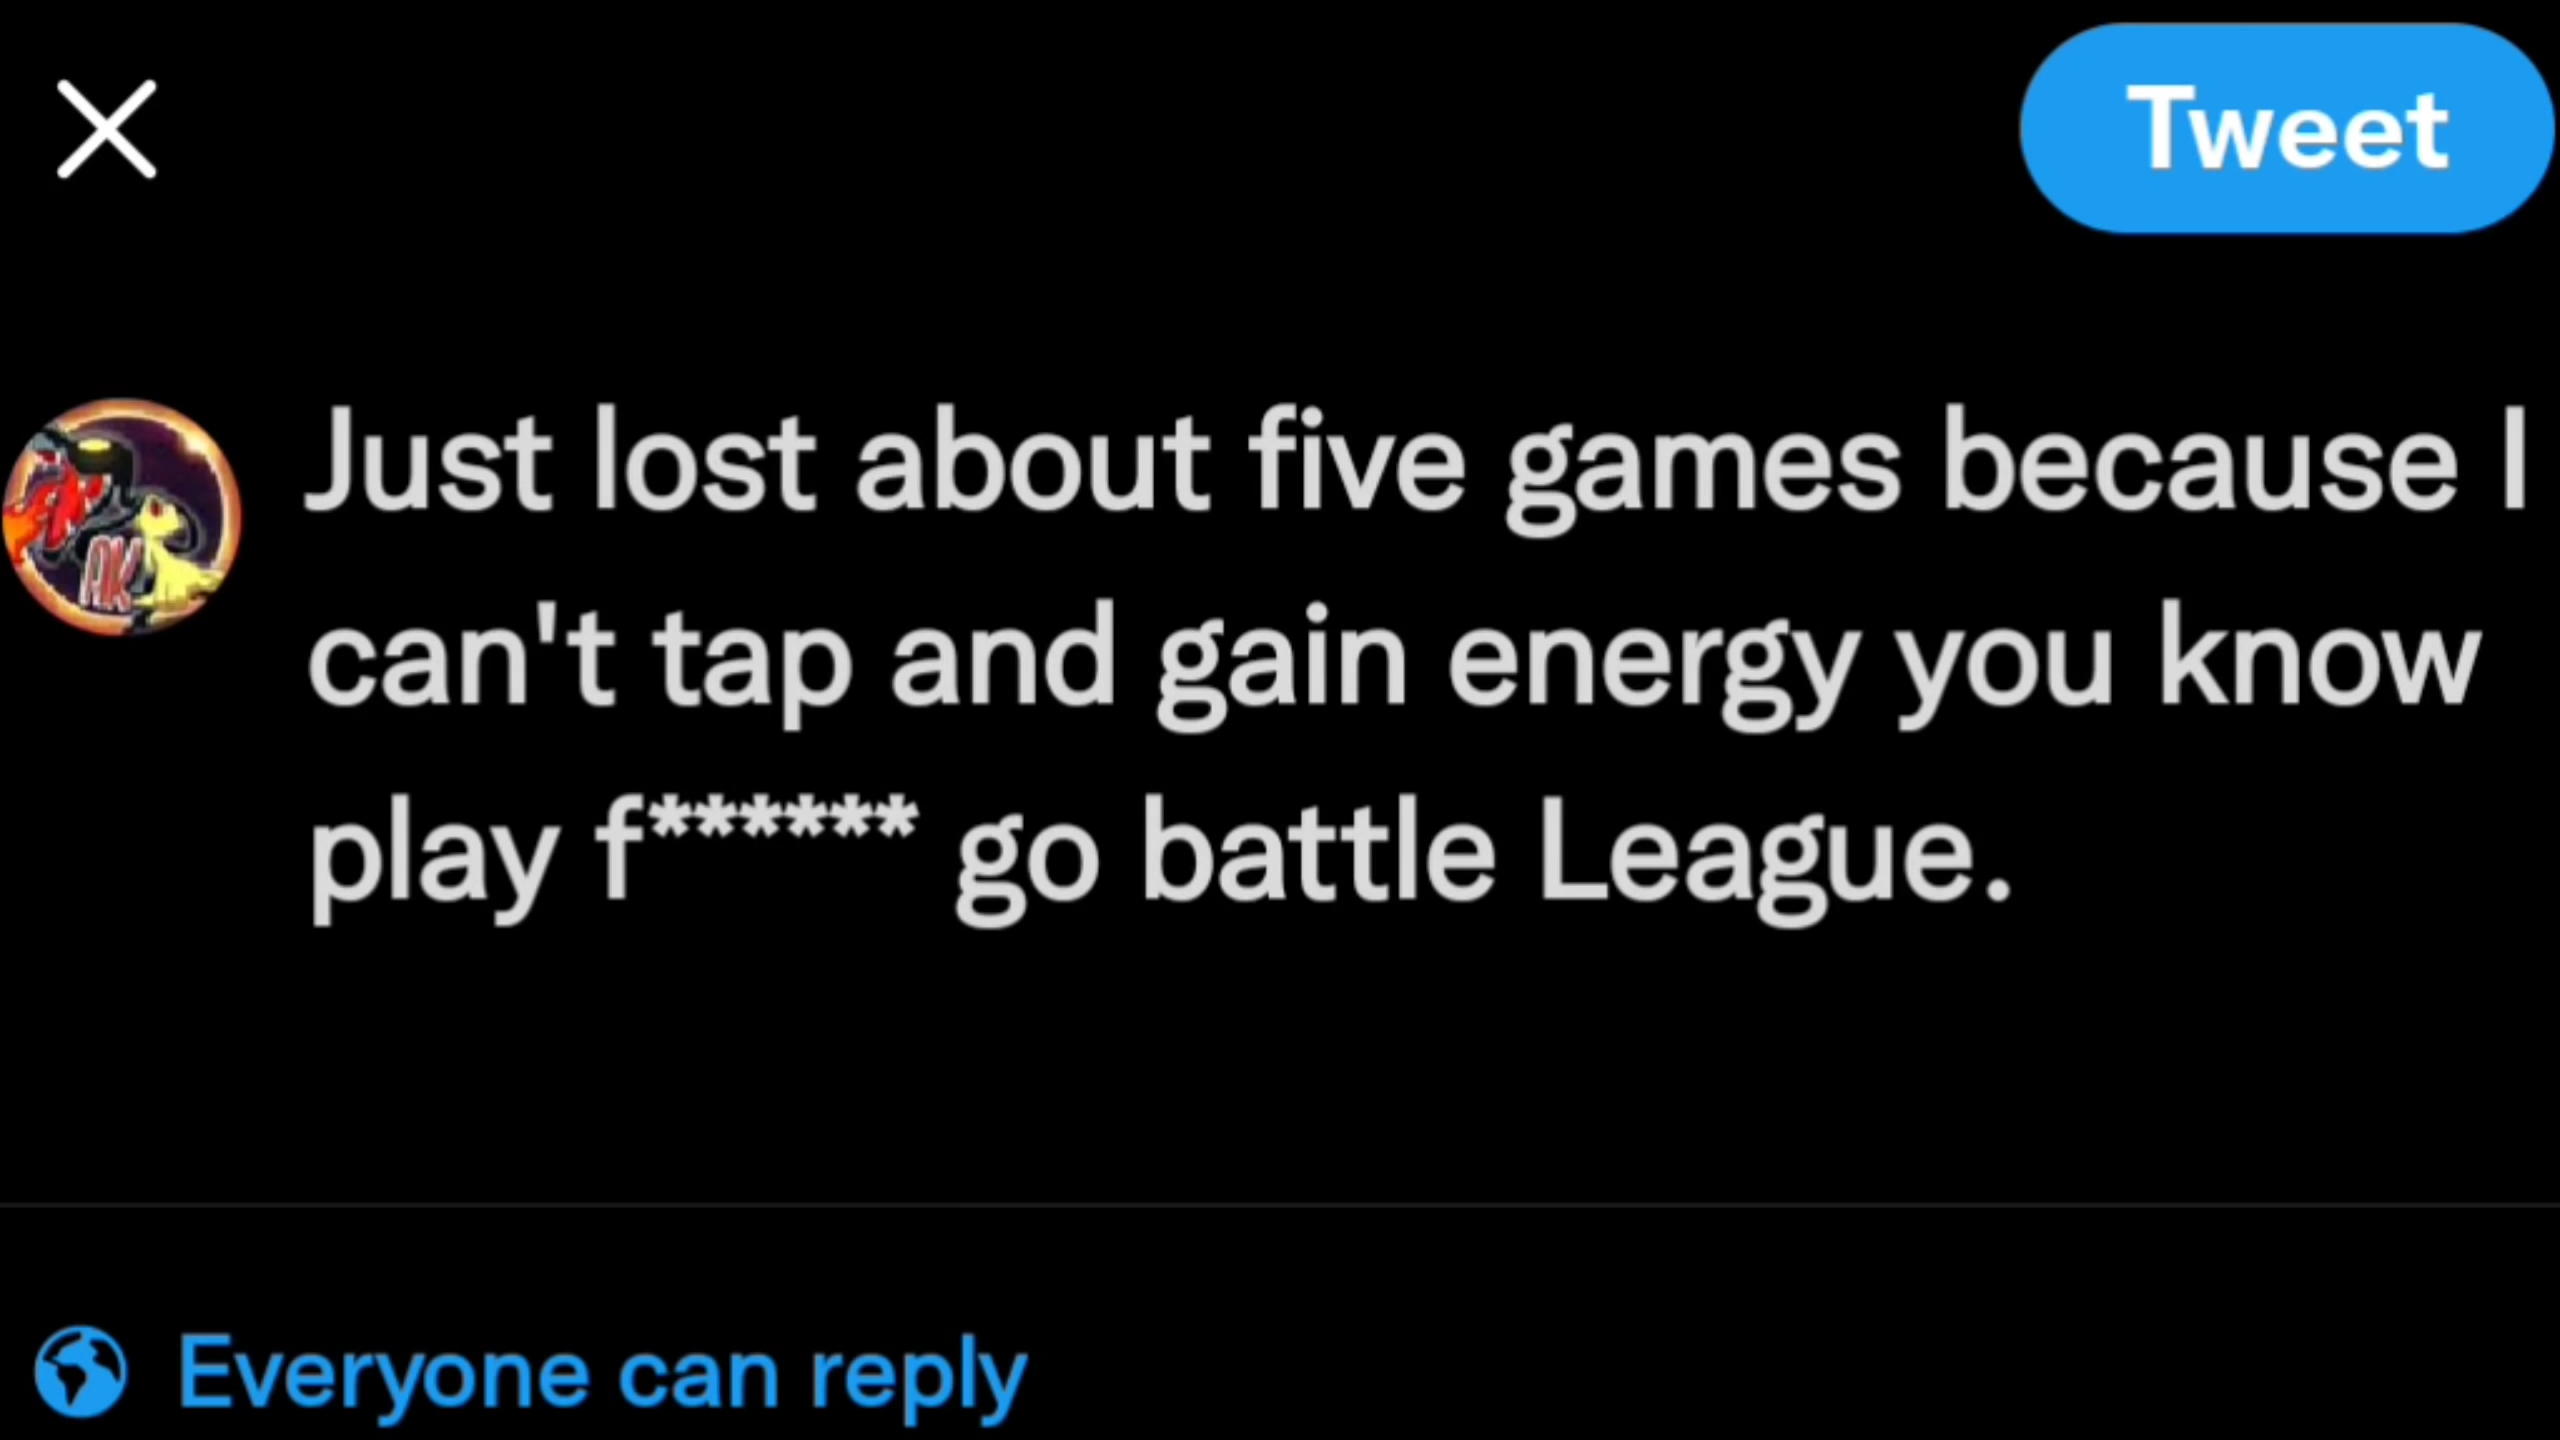 Tweet
AK
Just lost about five games because I
can't tap and gain energy you know
play f****** go battle League.
Everyone can reply